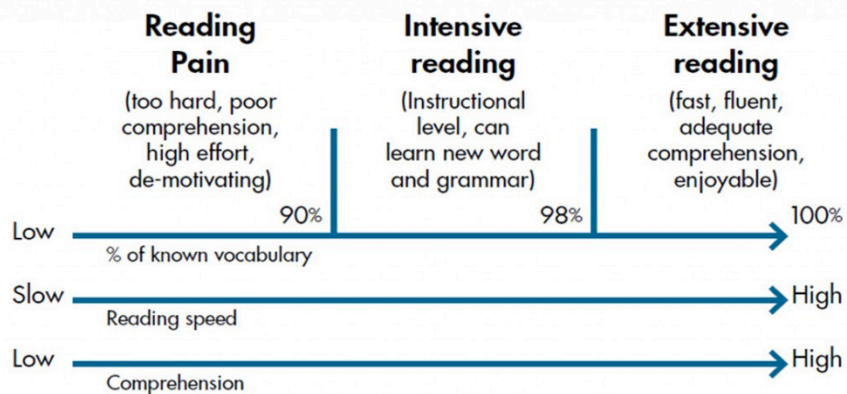 Reading
Pain
(too hard, poor
comprehension,
high effort,
de-motivating)
Intensive
reading
(Instructional
level, can
learn new word
and grammar)
Extensive
reading
(fast, fluent,
adequate
comprehension,
enjoyable)
90%
98%
100%
Low
% of known vocabulary
Slow
High
Reading speed
Low
High
Comprehension